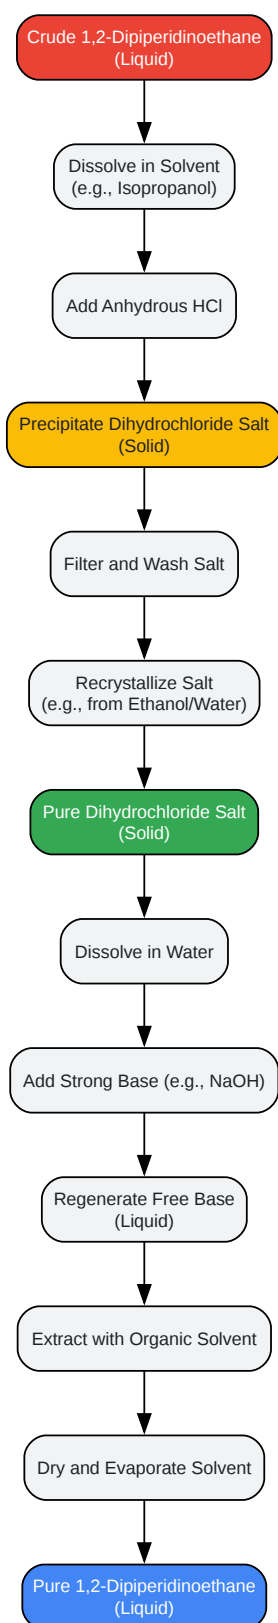 Crude 1,2-Dipiperidinoethane
(Liquid)
Dissolve in Solvent
(e.g., Isopropanol)
Add Anhydrous HCl
Precipitate Dihydrochloride Salt
(Solid)
Filter and Wash Salt
Recrystallize Salt
(e.g., from Ethanol/Water)
Pure Dihydrochloride Salt
(Solid)
Dissolve in Water
Add Strong Base (e.g., NaOH)
Regenerate Free Base
(Liquid)
Extract with Organic Solvent
Dry and Evaporate Solvent
Pure 1,2-Dipiperidinoethane
(Liquid)